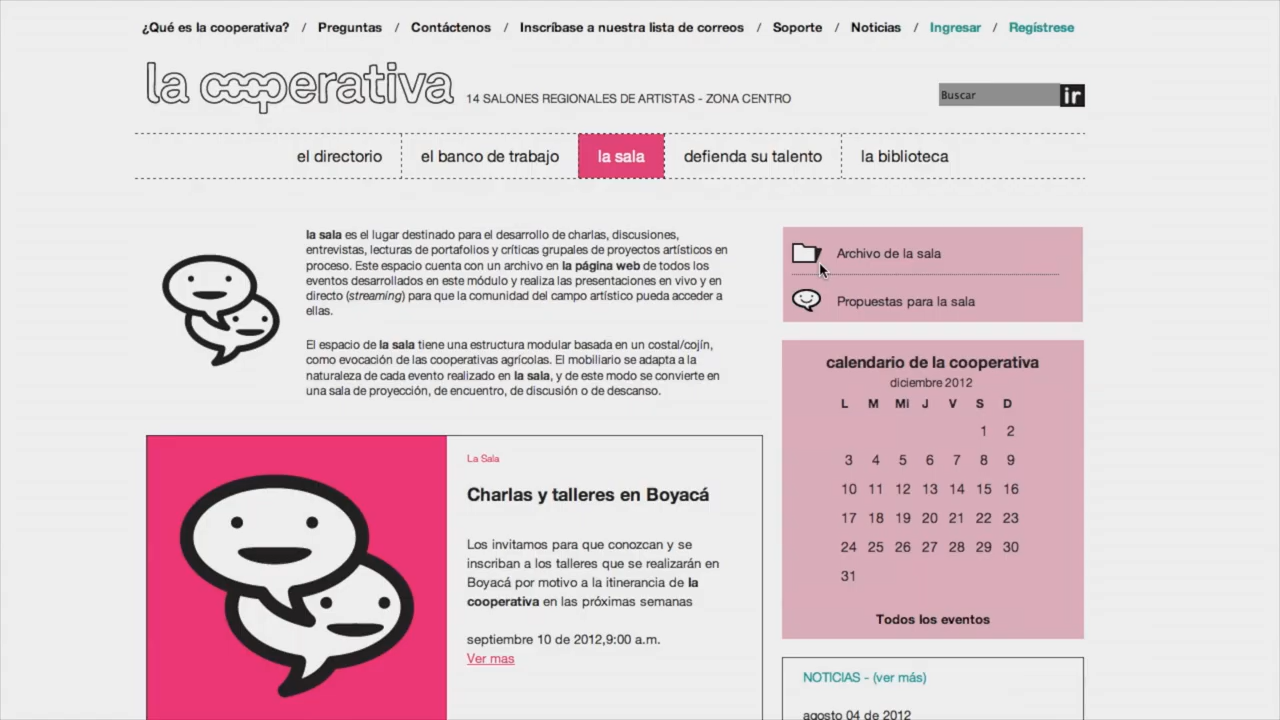 ¿Qué es la cooperativa? / Preguntas / Contáctenos / Inscríbase a nuestra lista de correos / Soporte / Noticias / Ingresar / Regístrese
la cooperativa 14 SALONES REGIONALES DE ARTISTAS - ZONA CENTRO
Buscar ir
el directorio el banco de trabajo la sala defienda su talento la biblioteca
la sala es el lugar destinado para el desarrollo de charlas, discusiones,
entrevistas, lecturas de portafolios y críticas grupales de proyectos artísticos en
proceso. Este espacio cuenta con un archivo en la página web de todos los
eventos desarrollados en este módulo y realiza las presentaciones en vivo y en
directo (streaming) para que la comunidad del campo artístico pueda acceder a
ellas.
El espacio de la sala tiene una estructura modular basada en un costal/cojín,
como evocación de las cooperativas agrícolas. El mobiliario se adapta a la
naturaleza de cada evento realizado en la sala, y de este modo se convierte en
una sala de proyección, de encuentro, de discusión o de descanso.
La Sala
Charlas y talleres en Boyacá
Los invitamos para que conozcan y se
inscriban a los talleres que se realizarán en
Boyacá por motivo a la itinerancia de la
cooperativa en las próximas semanas
septiembre 10 de 2012,9:00 a.m.
Ver mas
Archivo de la sala
Propuestas para la sala
calendario de la cooperativa
diciembre 2012
L M Mi J V S D
1 2
3 4 5 6 7 8 9
10 11 12 13 14 15 16
17 18 19 20 21 22 23
24 25 26 27 28 29 30
31
Todos los eventos
NOTICIAS - (ver más)
agosto 04 de 2012